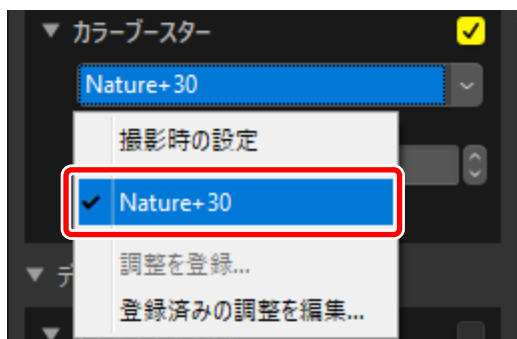 カラーブースター
Nature+30
撮影時の設定
Nature+30
調整を登録...
デ
登録済みの調整を編集...